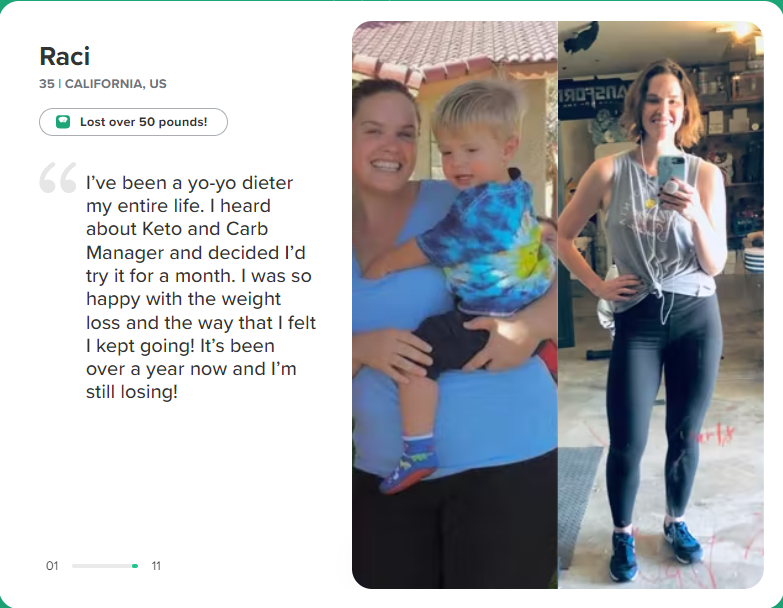 Raci
35 | CALIFORNIA, US
Lost over 50 pounds!
“
I’ve been a yo-yo dieter
my entire life. I heard
about Keto and Carb
Manager and decided I’d
try it for a month. I was so
happy with the weight
loss and the way that I felt
I kept going! It’s been
over a year now and I’m
still losing!
01
11